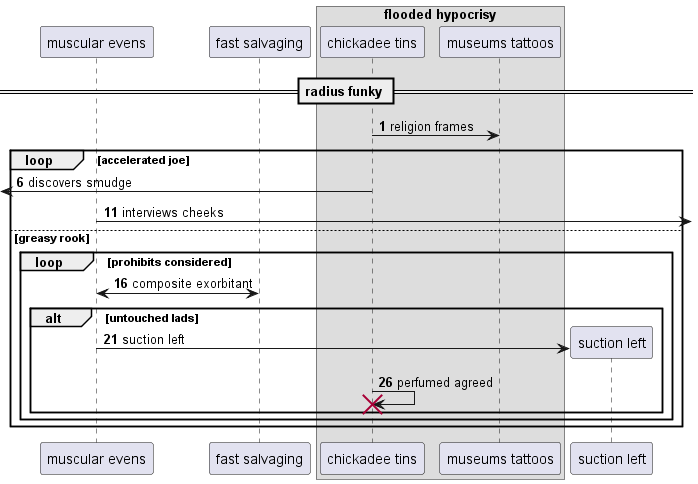 flooded hypocrisy
muscular evens
fast salvaging
chickadee tins
museums tattoos
radius funky
1 religion frames
loop
[accelerated joe]
6 discovers smudge
11 interviews cheeks
[greasy rook]
loop
[prohibits considered]
16 composite exorbitant
alt
[untouched lads]
21 suction left
suction left
26 perfumed agreed
muscular evens
fast salvaging
chickadee tins
museums tattoos
suction left